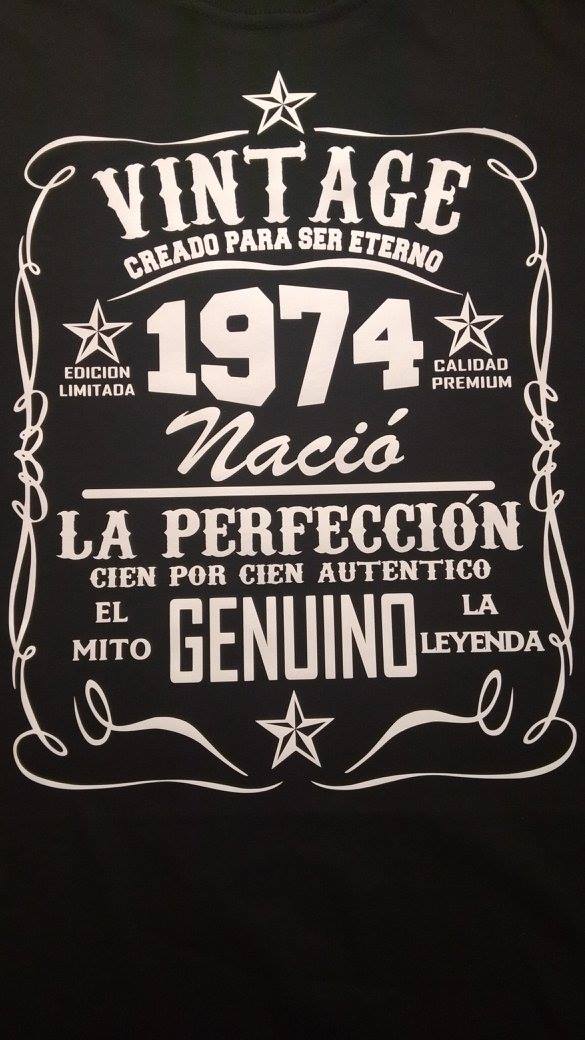 VINTAGE
CREADO PARA SER ETERNO
1974
EDICION
LIMITADA
CALIDAD
PREMIUM
Nació
LA PERFECCIÓN
CIEN POR CIEN AUTENTICO
EL
MITO
GENUINO
LA
LEYENDA